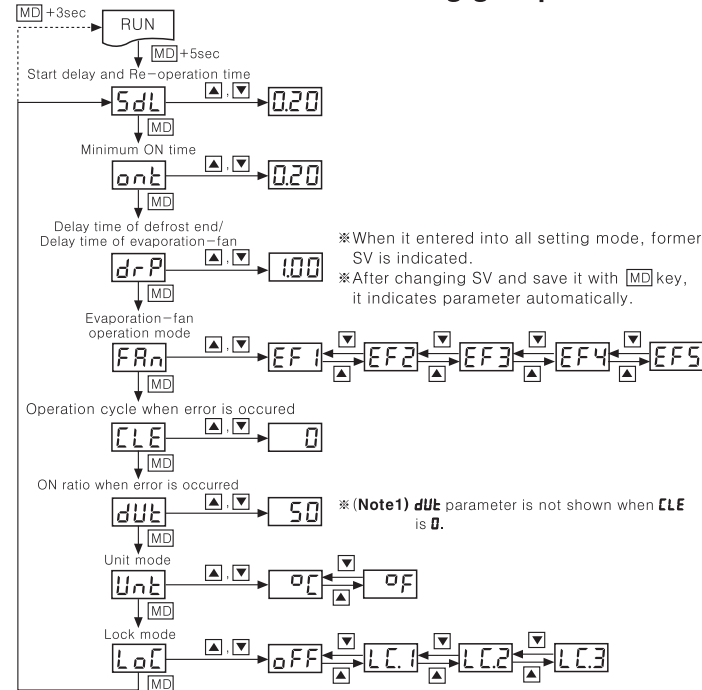 MD +3sec
RUN
MD +5sec
Start delay and Re-operation time
SdL ▲,▼ 0.20
MD
Minimum ON time
ont ▲,▼ 0.20
MD
Delay time of defrost end/
Delay time of evaporation-fan
drP ▲,▼ 1.00
MD
※When it entered into all setting mode, former
SV is indicated.
※After changing SV and save it with MD key,
it indicates parameter automatically.
Evaporation-fan
operation mode
FAn ▲,▼ EF1 ▼ ▲ EF2 ▼ ▲ EF3 ▼ ▲ EF4 ▼ ▲ EF5
MD
Operation cycle when error is occured
CLE ▲,▼ 0
MD
ON ratio when error is occurred
dUt ▲,▼ 50
※(Note1) dUt parameter is not shown when CLE
is 0.
MD
Unit mode
Unt ▲,▼ °C ▼ ▲ °F
MD
Lock mode
LoC ▲,▼ oFF ▼ ▲ LC.1 ▼ ▲ LC.2 ▼ ▲ LC.3
MD